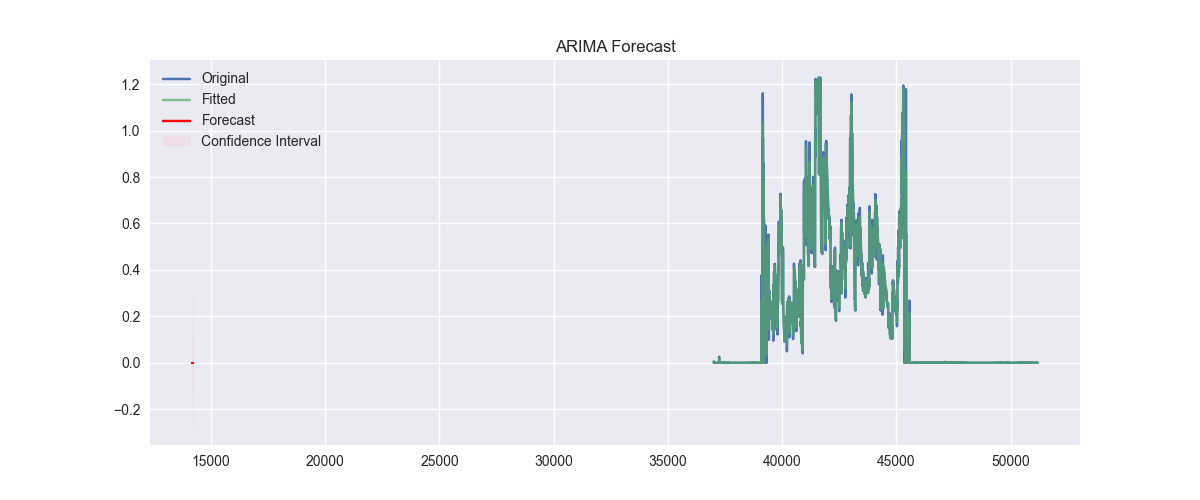 ARIMA Forecast
Original
Fitted
Forecast
Confidence Interval
1.2
1.0
0.8
0.6
0.4
0.2
0.0
−0.2
15000 20000 25000 30000 35000 40000 45000 50000